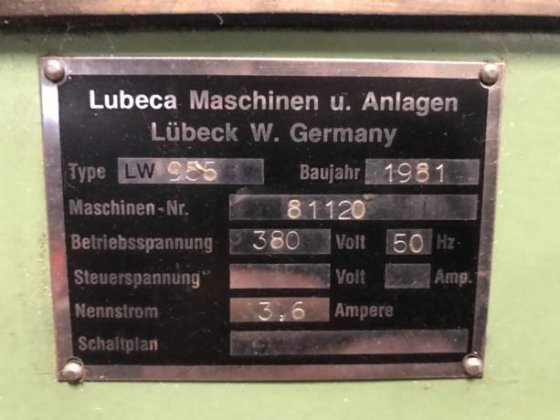 Lubeca Maschinen u. Anlagen
Lübeck W. Germany
Type LW 985 Baujahr 1981
Maschinen-Nr. 81120
Betriebsspannung 380 Volt 50 Hz
Steuerspannung Volt Amp.
Nennstrom 3,6 Ampere
Schaltplan